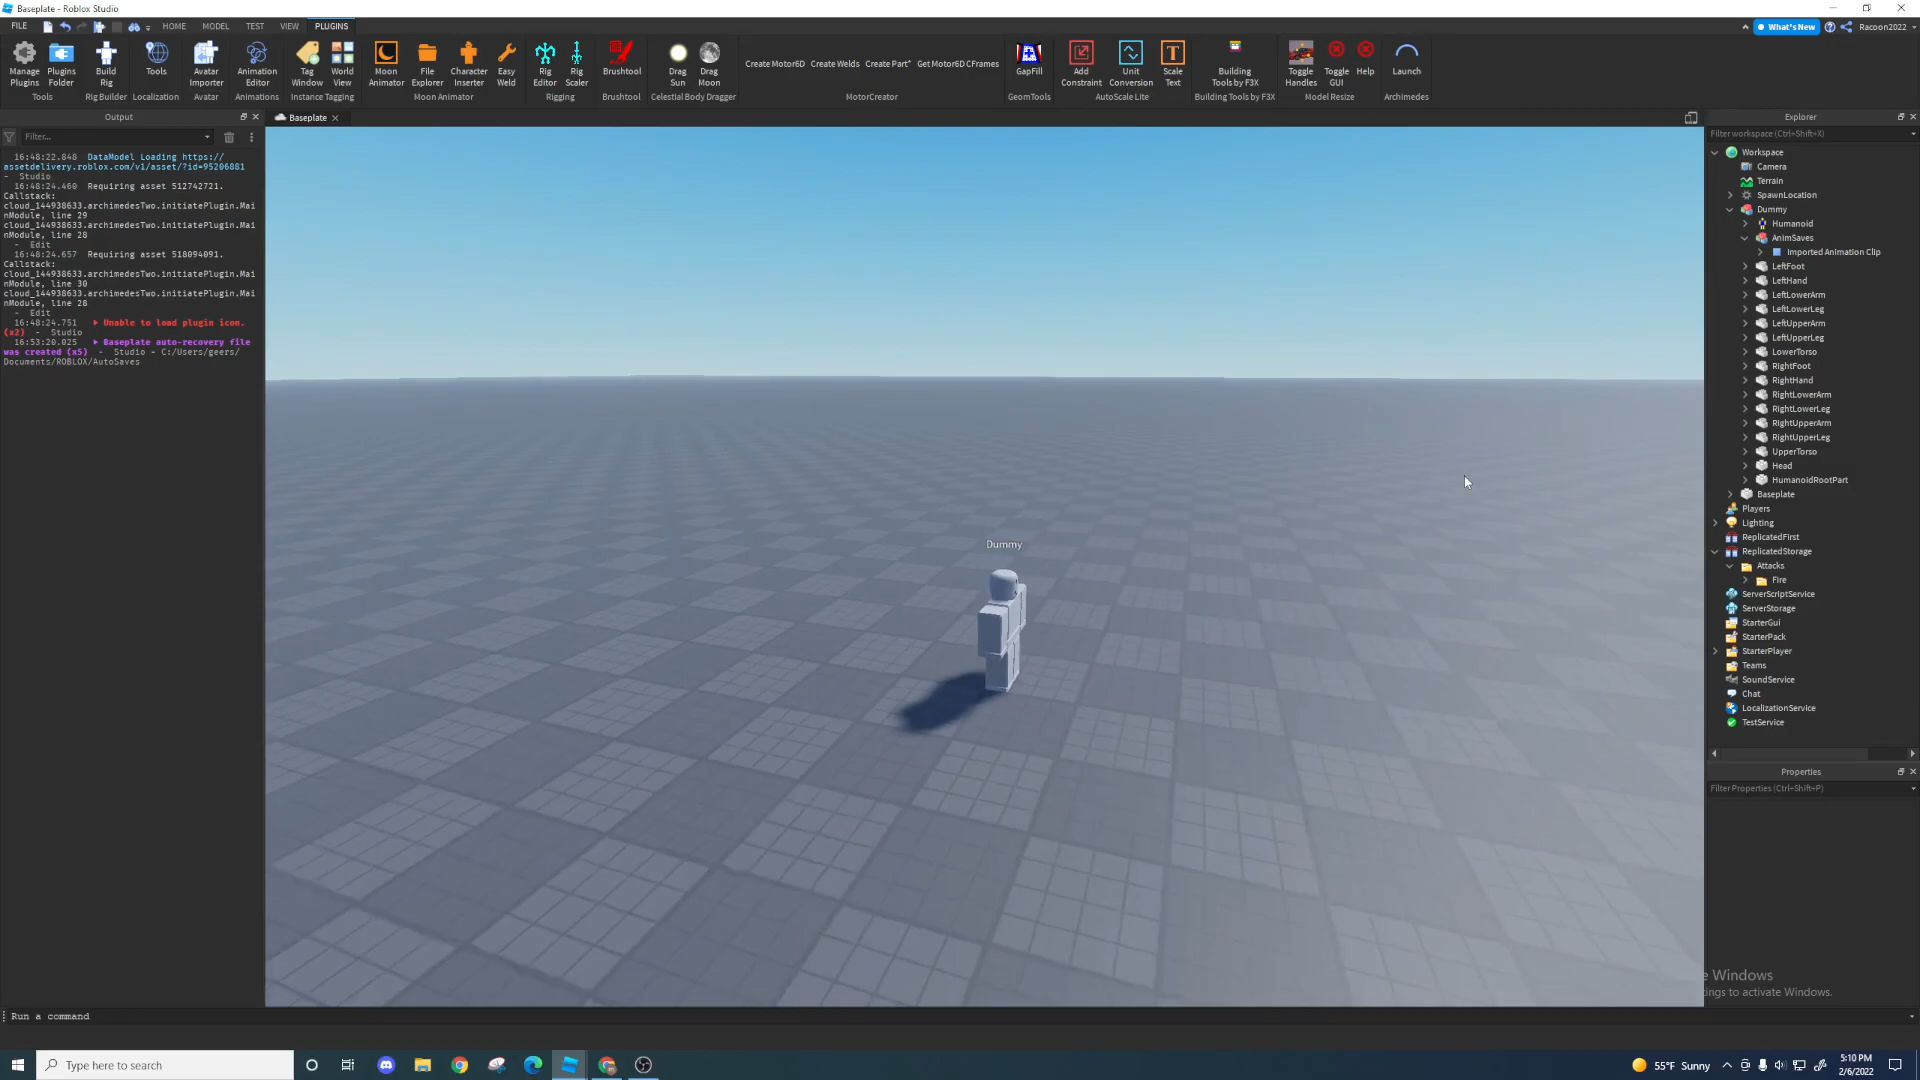 Baseplate - Roblox Studio
FILE HOME MODEL TEST VIEW PLUGINS
What's New Racoon2022
Manage Plugins
Plugins Folder
Tools
Build Rig
Rig Builder
Tools
Localization
Avatar Importer
Avatar
Animation Editor
Animations
Tag Window
World View
Instance Tagging
Moon Animator
File Explorer
Character Inserter
Easy Weld
Moon Animator
Rig Editor
Rig Scaler
Rigging
Brushtool
Brushtool
Drag Sun
Drag Moon
Celestial Body Dragger
Create Motor6D Create Welds Create Part* Get Motor6D CFrames
MotorCreator
GapFill
GeomTools
Add Constraint
Unit Conversion
Scale Text
AutoScale Lite
Building Tools by F3X
Building Tools by F3X
Toggle Handles
Toggle GUI
Help
Model Resize
Launch
Archimedes
Output
Filter...
16:48:22.848 DataModel Loading https://
assetdelivery.roblox.com/v1/asset/?id=95206881
- Studio
16:48:24.460 Requiring asset 512742721.
Callstack:
cloud_144938633.archimedesTwo.initiatePlugin.Mai
nModule, line 29
cloud_144938633.archimedesTwo.initiatePlugin.Mai
nModule, line 28
- Edit
16:48:24.657 Requiring asset 518094091.
Callstack:
cloud_144938633.archimedesTwo.initiatePlugin.Mai
nModule, line 30
cloud_144938633.archimedesTwo.initiatePlugin.Mai
nModule, line 28
- Edit
16:48:24.751 Unable to load plugin icon.
(x2) - Studio
16:53:20.025 Baseplate auto-recovery file
was created (x5) - Studio - C:/Users/geers/
Documents/ROBLOX/AutoSaves
Baseplate
Dummy
Explorer
Filter workspace (Ctrl+Shift+X)
Workspace
Camera
Terrain
SpawnLocation
Dummy
Humanoid
AnimSaves
Imported Animation Clip
LeftFoot
LeftHand
LeftLowerArm
LeftLowerLeg
LeftUpperArm
LeftUpperLeg
LowerTorso
RightFoot
RightHand
RightLowerArm
RightLowerLeg
RightUpperArm
RightUpperLeg
UpperTorso
Head
HumanoidRootPart
Baseplate
Players
Lighting
ReplicatedFirst
ReplicatedStorage
Attacks
Fire
ServerScriptService
ServerStorage
StarterGui
StarterPack
StarterPlayer
Teams
SoundService
Chat
LocalizationService
TestService
Properties
Filter Properties (Ctrl+Shift+P)
e Windows
ings to activate Windows.
Run a command
Type here to search
55°F Sunny
5:10 PM
2/6/2022